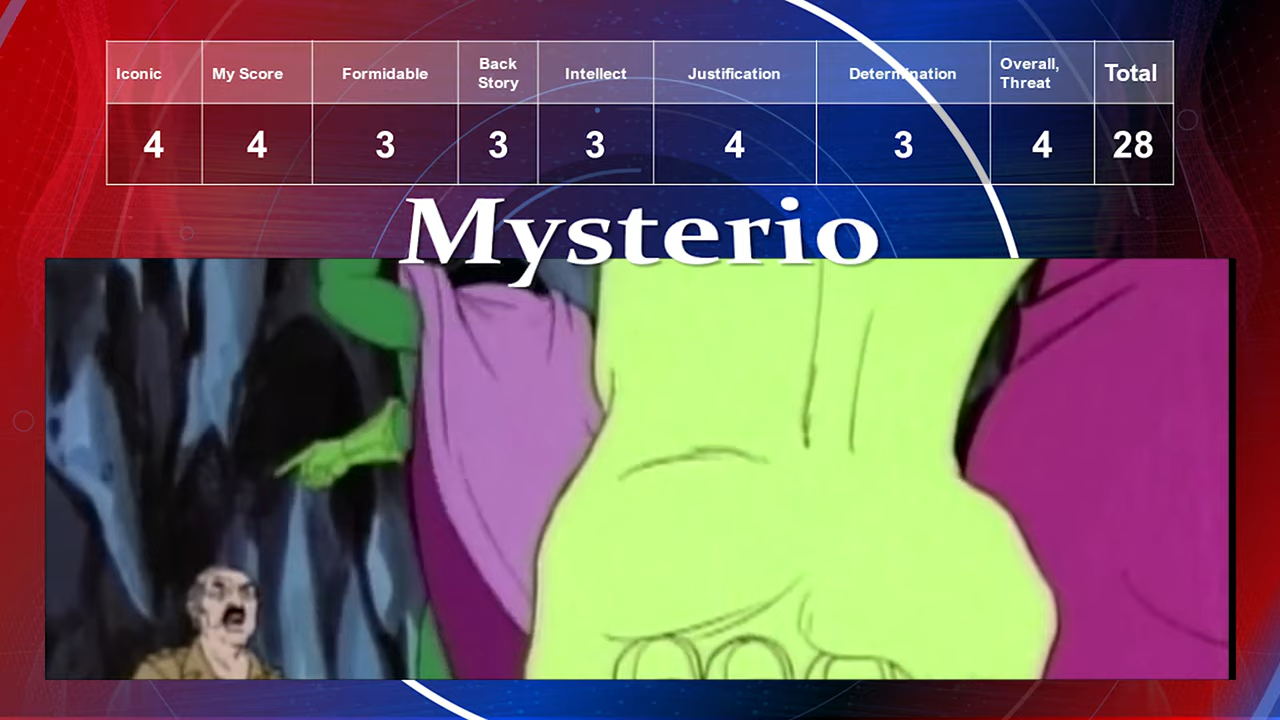 Iconic My Score Formidable Back Story Intellect Justification Determination Overall, Threat Total
4 4 3 3 3 4 3 4 28
Mysterio